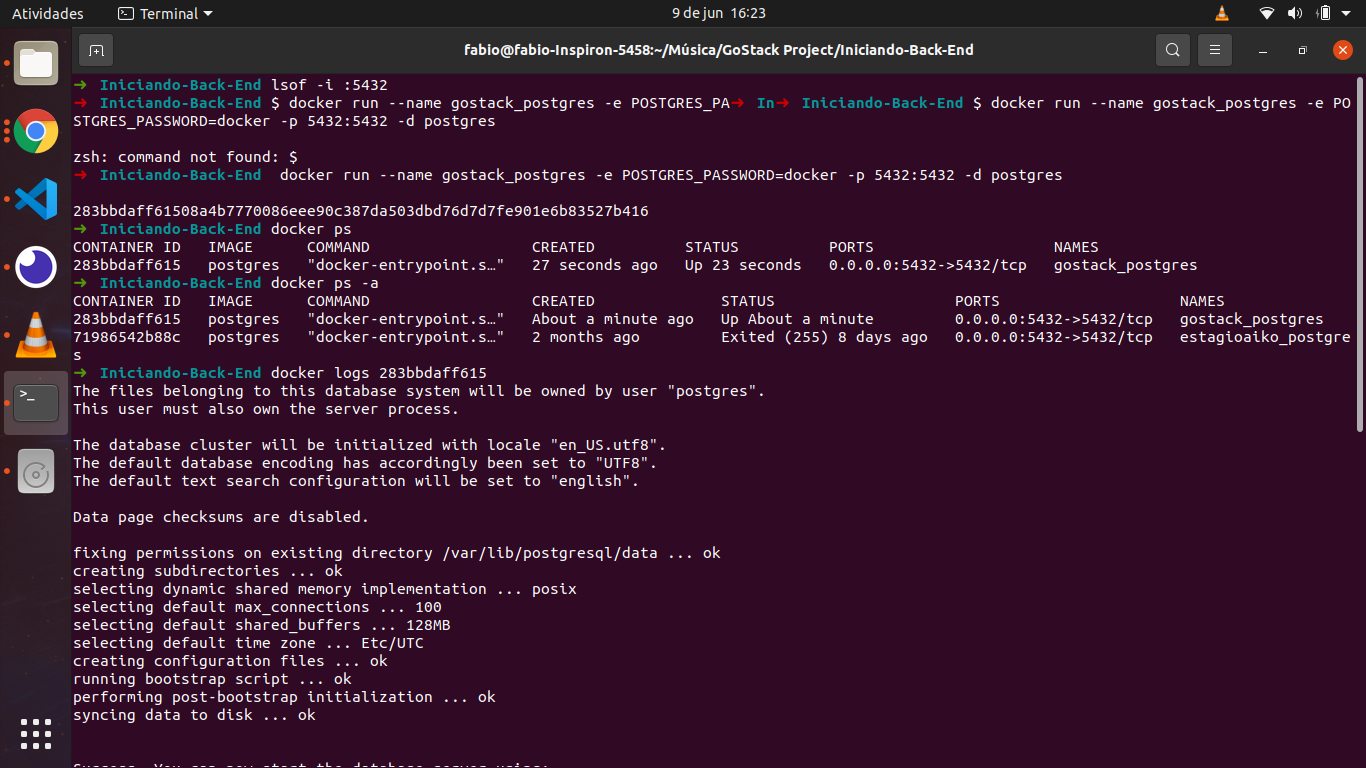 Atividades
Terminal
9 de jun 16:23
fabio@fabio-Inspiron-5458:~/Música/GoStack Project/Iniciando-Back-End
➜ Iniciando-Back-End lsof -i :5432
➜ Iniciando-Back-End $ docker run --name gostack_postgres -e POSTGRES_PA➜ In➜ Iniciando-Back-End $ docker run --name gostack_postgres -e PO
STGRES_PASSWORD=docker -p 5432:5432 -d postgres
zsh: command not found: $
➜ Iniciando-Back-End docker run --name gostack_postgres -e POSTGRES_PASSWORD=docker -p 5432:5432 -d postgres
283bbdaff61508a4b7770086eee90c387da503dbd76d7d7fe901e6b83527b416
➜ Iniciando-Back-End docker ps
CONTAINER ID IMAGE COMMAND CREATED STATUS PORTS NAMES
283bbdaff615 postgres "docker-entrypoint.s…" 27 seconds ago Up 23 seconds 0.0.0.0:5432->5432/tcp gostack_postgres
➜ Iniciando-Back-End docker ps -a
CONTAINER ID IMAGE COMMAND CREATED STATUS PORTS NAMES
283bbdaff615 postgres "docker-entrypoint.s…" About a minute ago Up About a minute 0.0.0.0:5432->5432/tcp gostack_postgres
71986542b88c postgres "docker-entrypoint.s…" 2 months ago Exited (255) 8 days ago 0.0.0.0:5432->5432/tcp estagioaiko_postgre
s
➜ Iniciando-Back-End docker logs 283bbdaff615
The files belonging to this database system will be owned by user "postgres".
This user must also own the server process.
The database cluster will be initialized with locale "en_US.utf8".
The default database encoding has accordingly been set to "UTF8".
The default text search configuration will be set to "english".
Data page checksums are disabled.
fixing permissions on existing directory /var/lib/postgresql/data ... ok
creating subdirectories ... ok
selecting dynamic shared memory implementation ... posix
selecting default max_connections ... 100
selecting default shared_buffers ... 128MB
selecting default time zone ... Etc/UTC
creating configuration files ... ok
running bootstrap script ... ok
performing post-bootstrap initialization ... ok
syncing data to disk ... ok
Success. You can now start the database server using: